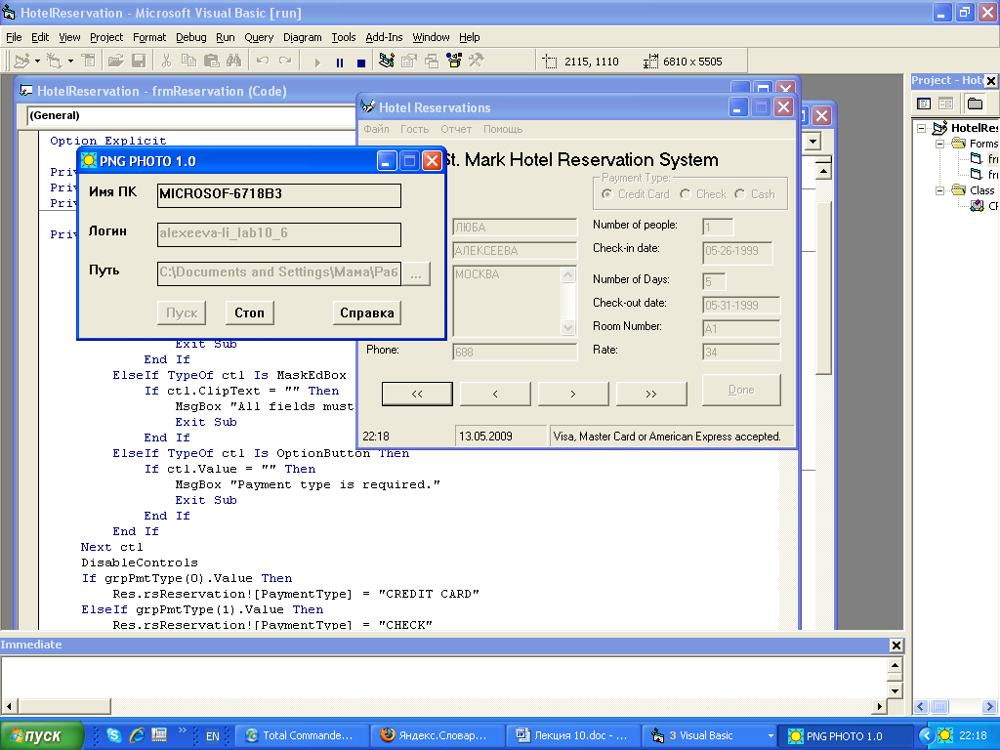 HotelReservation - Microsoft Visual Basic [run]
File Edit View Project Format Debug Run Query Diagram Tools Add-Ins Window Help
2115, 1110 6810 x 5505
HotelReservation - frmReservation (Code)
(General)
Option Explicit
Priv
Priv
Priv
Priv
Exit Sub
End If
ElseIf TypeOf ctl Is MaskEdBox
If ctl.ClipText = "" Then
MsgBox "All fields must
Exit Sub
End If
ElseIf TypeOf ctl Is OptionButton Then
If ctl.Value = "" Then
MsgBox "Payment type is required."
Exit Sub
End If
End If
Next ctl
DisableControls
If grpPmtType(0).Value Then
Res.rsReservation![PaymentType] = "CREDIT CARD"
ElseIf grpPmtType(1).Value Then
Res.rsReservation![PaymentType] = "CHECK"
PNG PHOTO 1.0
Имя ПК MICROSOF-6718B3
Логин alexeeva-li_lab10_6
Путь C:\Documents and Settings\Мама\Раб ...
Пуск Стоп Справка
Hotel Reservations
Файл Гость Отчет Помощь
St. Mark Hotel Reservation System
Payment Type:
Credit Card Check Cash
ЛЮБА
АЛЕКСЕЕВА
МОСКВА
Phone: 688
Number of people: 1
Check-in date: 05-26-1999
Number of Days: 5
Check-out date: 05-31-1999
Room Number: A1
Rate: 34
<< < > >> Done
22:18 13.05.2009 Visa, Master Card or American Express accepted.
Project - Hot
HotelRes
Forms
fr
fr
Class
Immediate
пуск
EN
Total Commande...
Яндекс.Словар...
Лекция 10.doc - ...
3 Visual Basic
PNG PHOTO 1.0
22:18